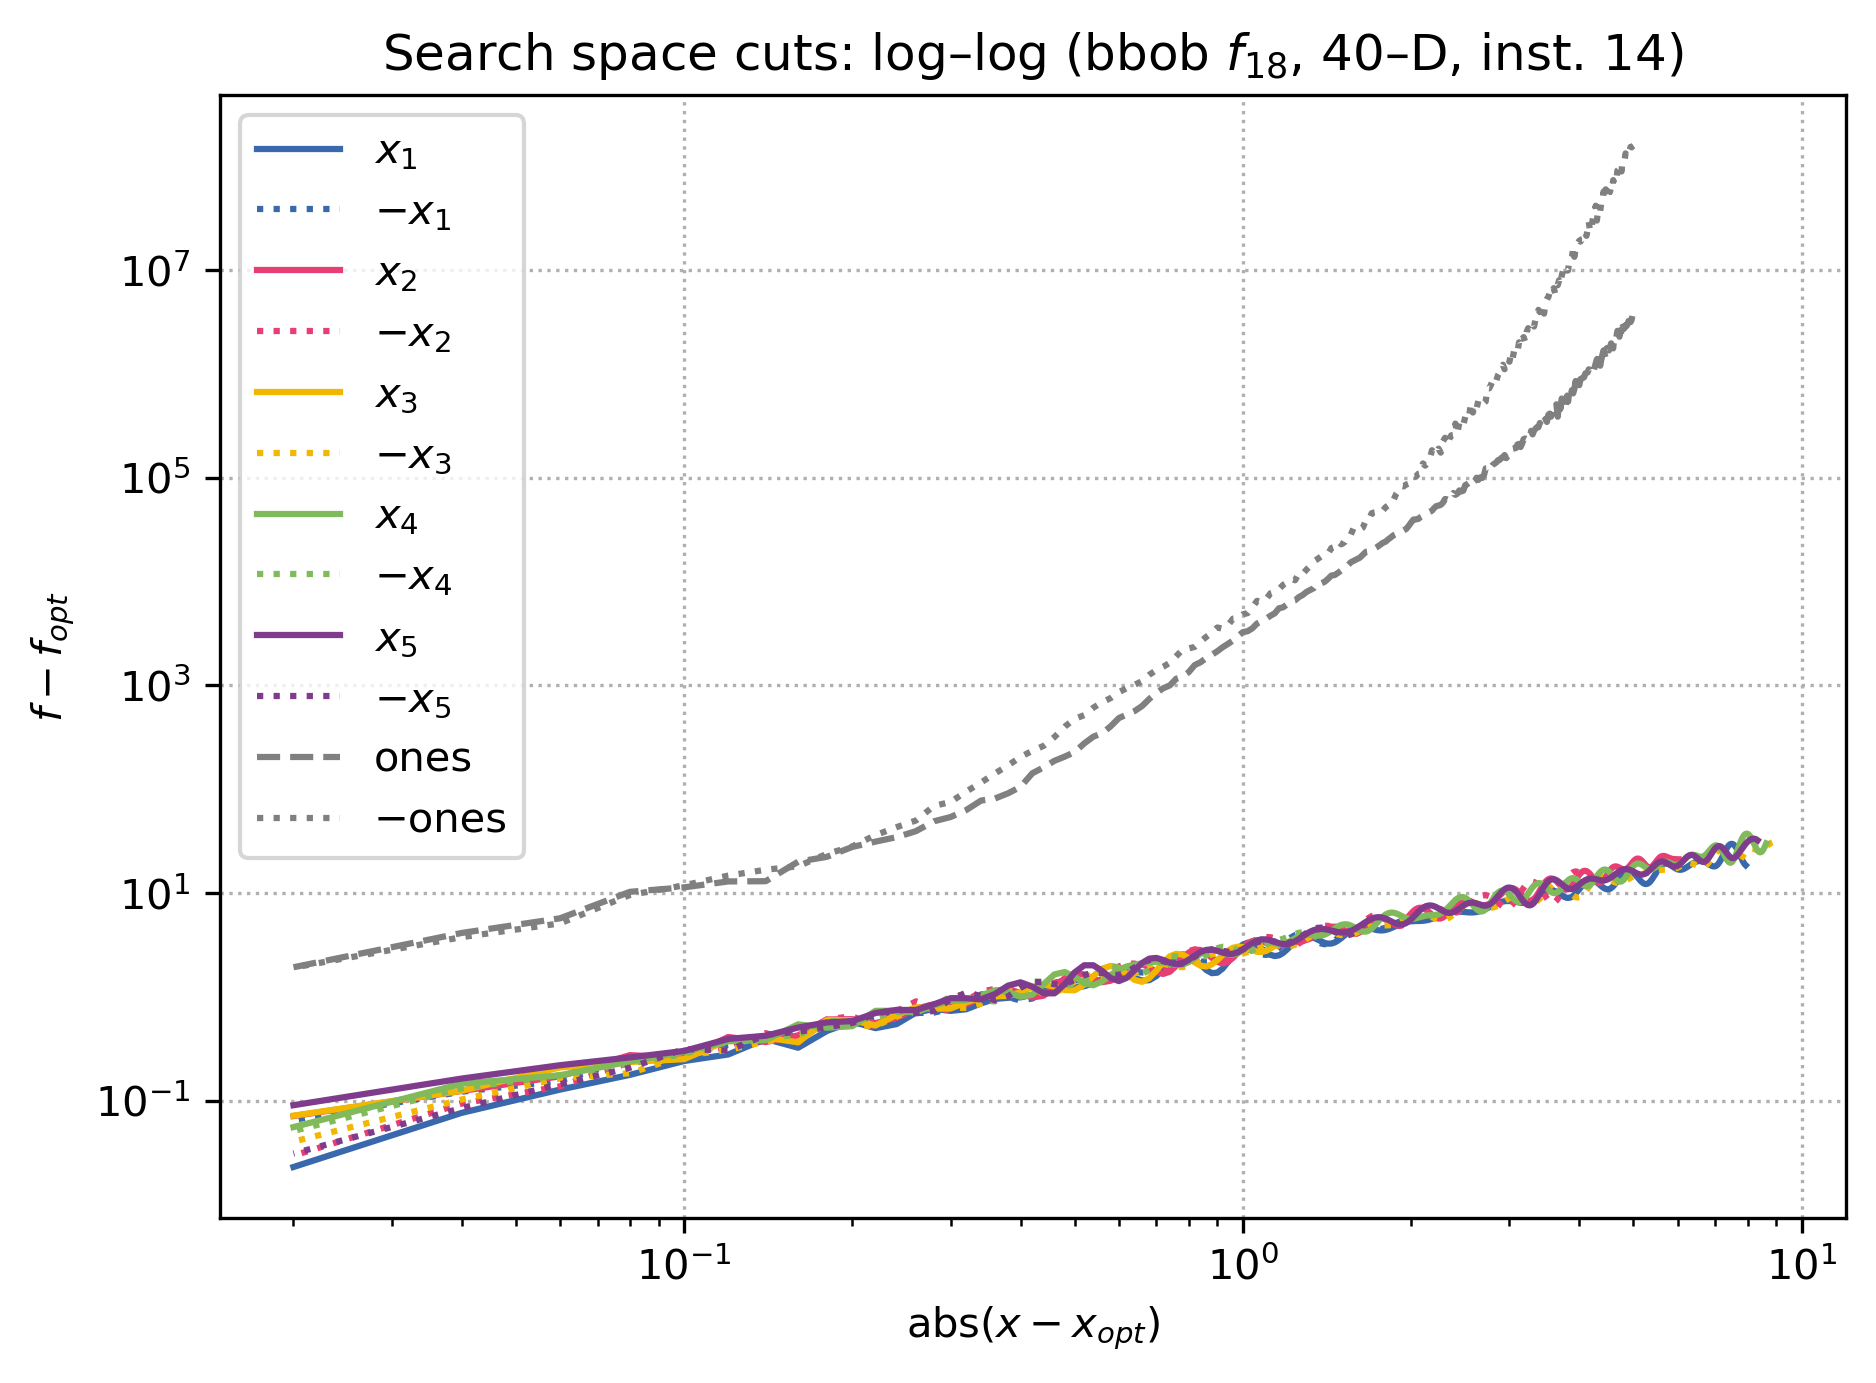 Search space cuts: log–log (bbob f18, 40–D, inst. 14)
x1
−x1
x2
−x2
x3
−x3
x4
−x4
x5
−x5
ones
−ones
10^7
10^5
10^3
10^1
10^−1
f − fopt
10^−1
10^0
10^1
abs(x − xopt)